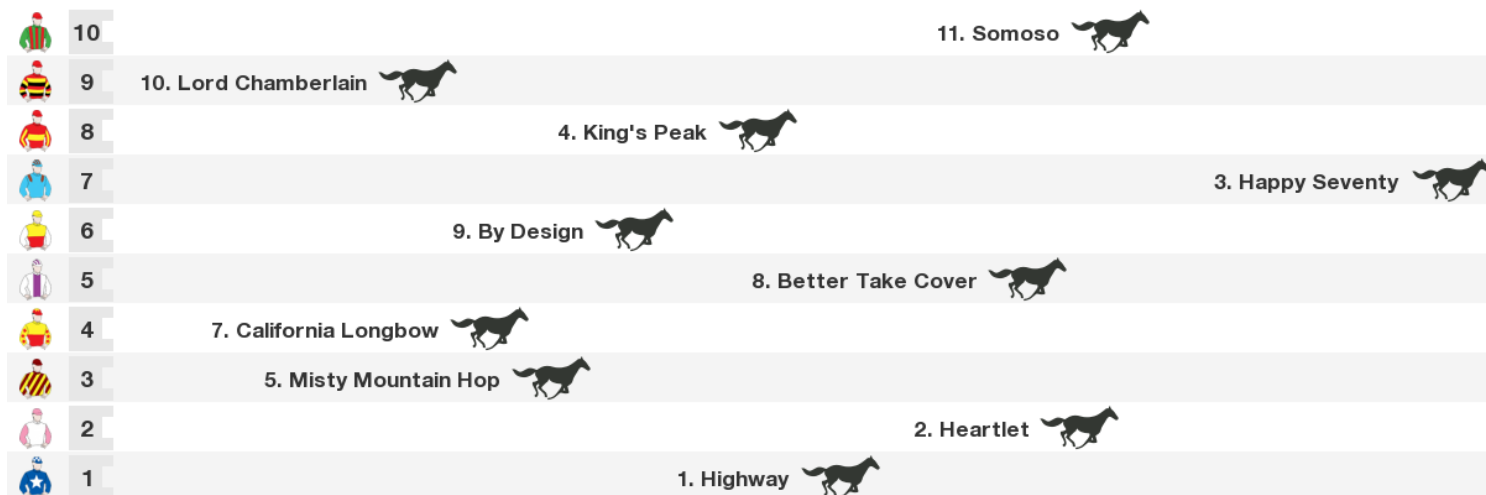 10 11. Somoso
9 10. Lord Chamberlain
8 4. King's Peak
7 3. Happy Seventy
6 9. By Design
5 8. Better Take Cover
4 7. California Longbow
3 5. Misty Mountain Hop
2 2. Heartlet
1 1. Highway